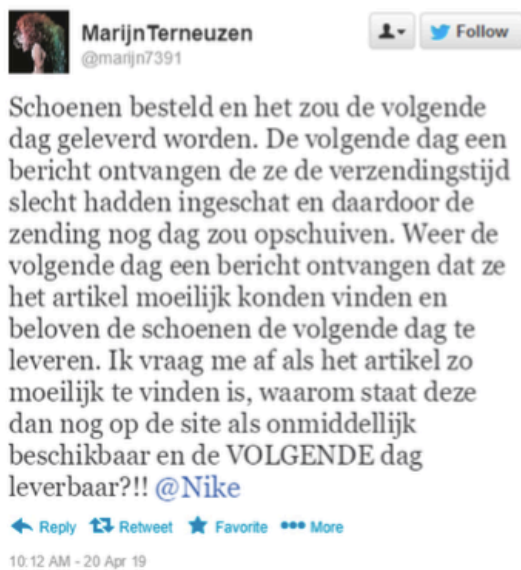 MarijnTerneuzen
@marijn7391
Follow
Schoenen besteld en het zou de volgende
dag geleverd worden. De volgende dag een
bericht ontvangen de ze de verzendingstijd
slecht hadden ingeschat en daardoor de
zending nog dag zou opschuiven. Weer de
volgende dag een bericht ontvangen dat ze
het artikel moeilijk konden vinden en
beloven de schoenen de volgende dag te
leveren. Ik vraag me af als het artikel zo
moeilijk te vinden is, waarom staat deze
dan nog op de site als onmiddellijk
beschikbaar en de VOLGENDE dag
leverbaar?!! @Nike
Reply Retweet Favorite More
10:12 AM - 20 Apr 19